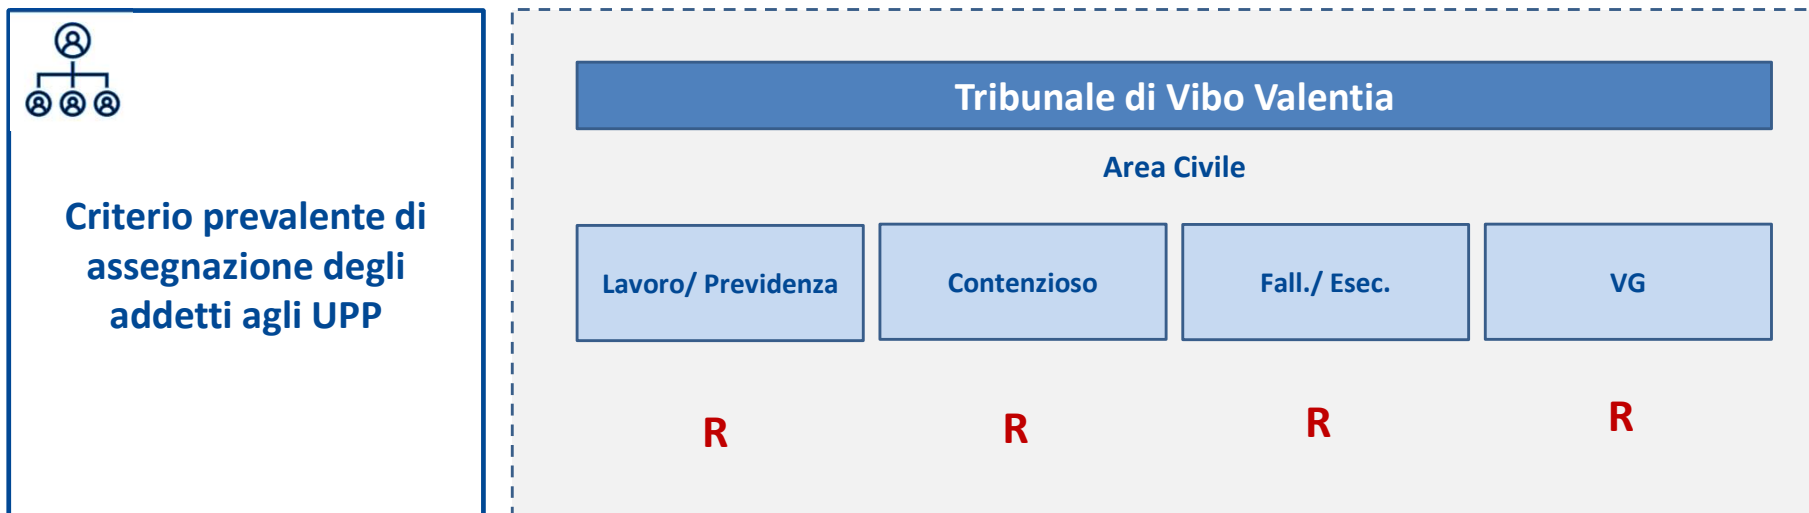 Criterio prevalente di
assegnazione degli
addetti agli UPP
Tribunale di Vibo Valentia
Area Civile
Lavoro/ Previdenza
Contenzioso
Fall./ Esec.
VG
R
R
R
R